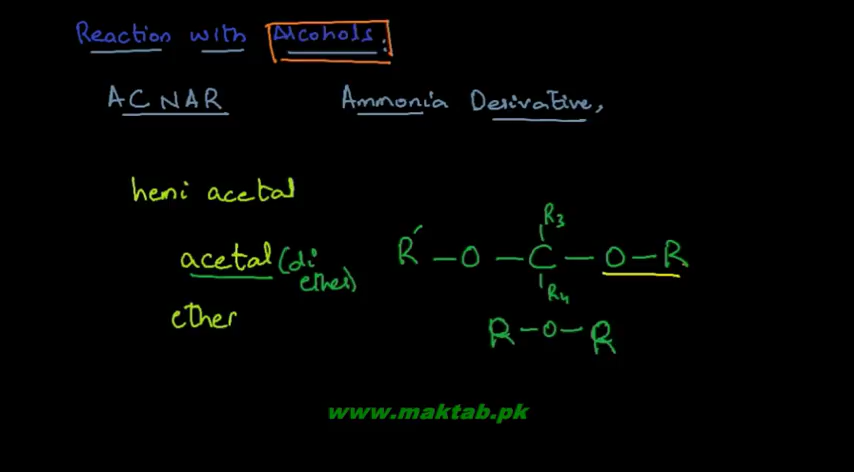 Reaction with Alcohols:
ACNAR Ammonia Derivative,
hemi acetal
R3
acetal (di ether) R´ - O - C - O - R
R4
ether R - O - R
www.maktab.pk